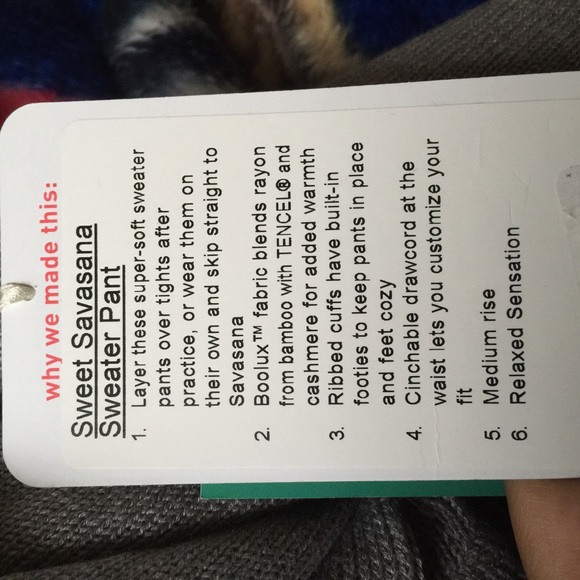 why we made this:
Sweet Savasana
Sweater Pant
1. Layer these super-soft sweater
pants over tights after
practice, or wear them on
their own and skip straight to
Savasana
2. Boolux™ fabric blends rayon
from bamboo with TENCEL® and
cashmere for added warmth
3. Ribbed cuffs have built-in
footies to keep pants in place
and feet cozy
4. Cinchable drawcord at the
waist lets you customize your
fit
5. Medium rise
6. Relaxed Sensation